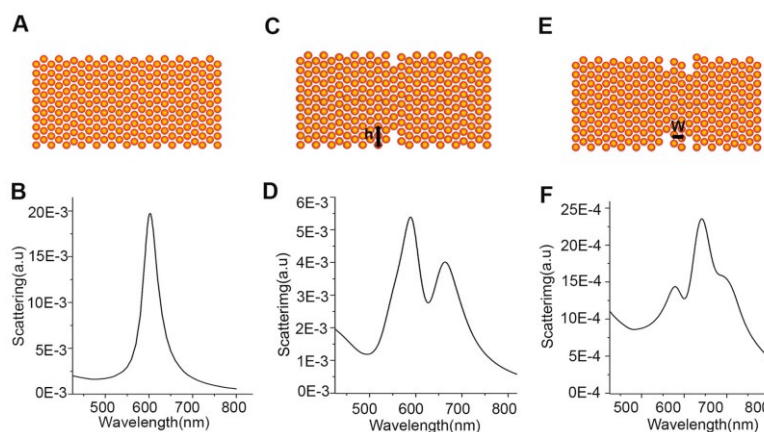 A
C
E
h
W
B
20E-3
15E-3
10E-3
5E-3
0E-3
Scattering(a.u)
500 600 700 800
Wavelength(nm)
D
6E-3
5E-3
4E-3
3E-3
2E-3
1E-3
0E-3
Scatterimg(a.u)
500 600 700 800
Wavelength(nm)
F
25E-4
20E-4
15E-4
10E-4
5E-4
0E-4
Scatterimg(a.u)
500 600 700 800
Wavelength(nm)